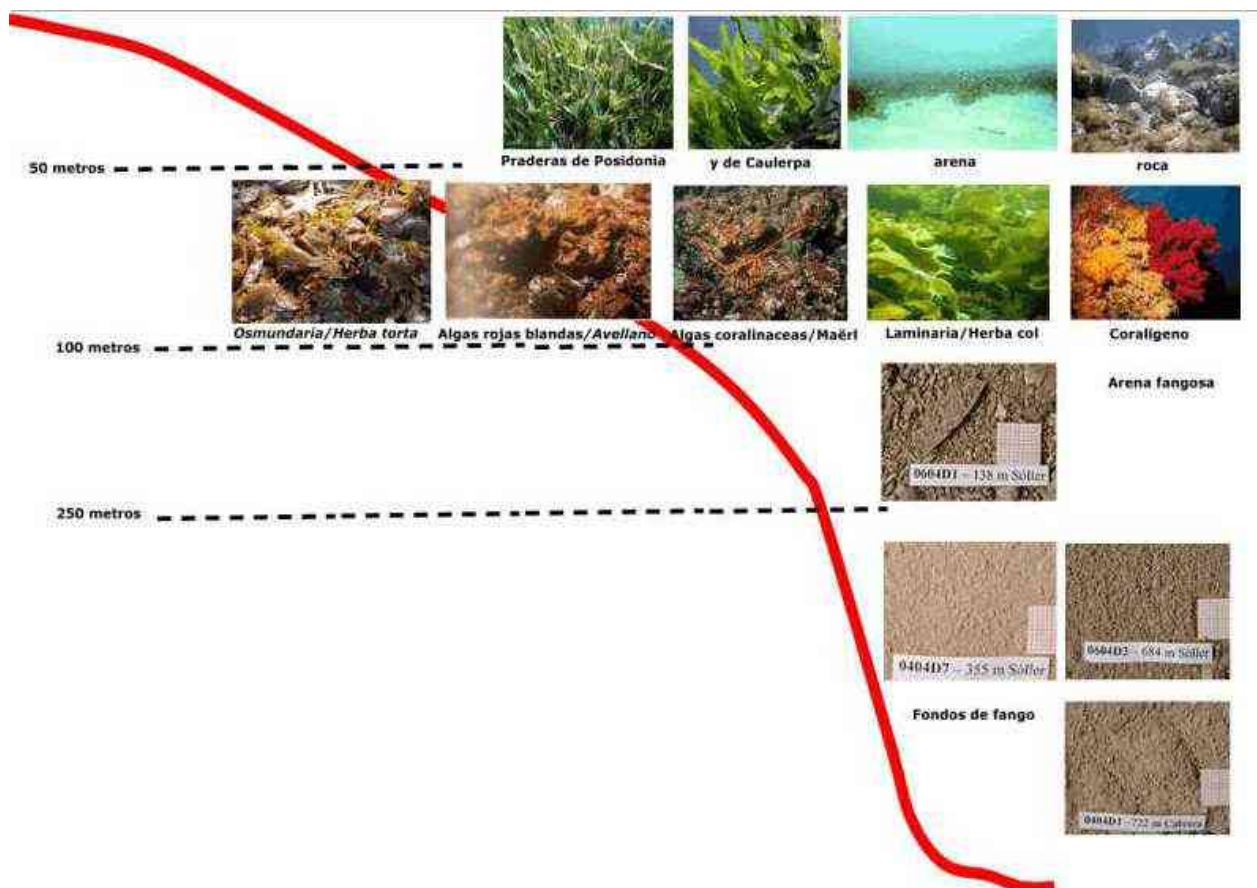 Praderas de Posidonia
y de Caulerpa
arena
roca
50 metros
Osmundaria/Herba torta
Algas rojas blandas/Avellano
Algas coralinaceas/Maërl
Laminaria/Herba col
Coralígeno
100 metros
Arena fangosa
0604D1 – 138 m Sóller
250 metros
0404D7 – 355 m Sóller
0604D3 – 684 m Sóller
Fondos de fango
0404D1 – 722 m Cabrera